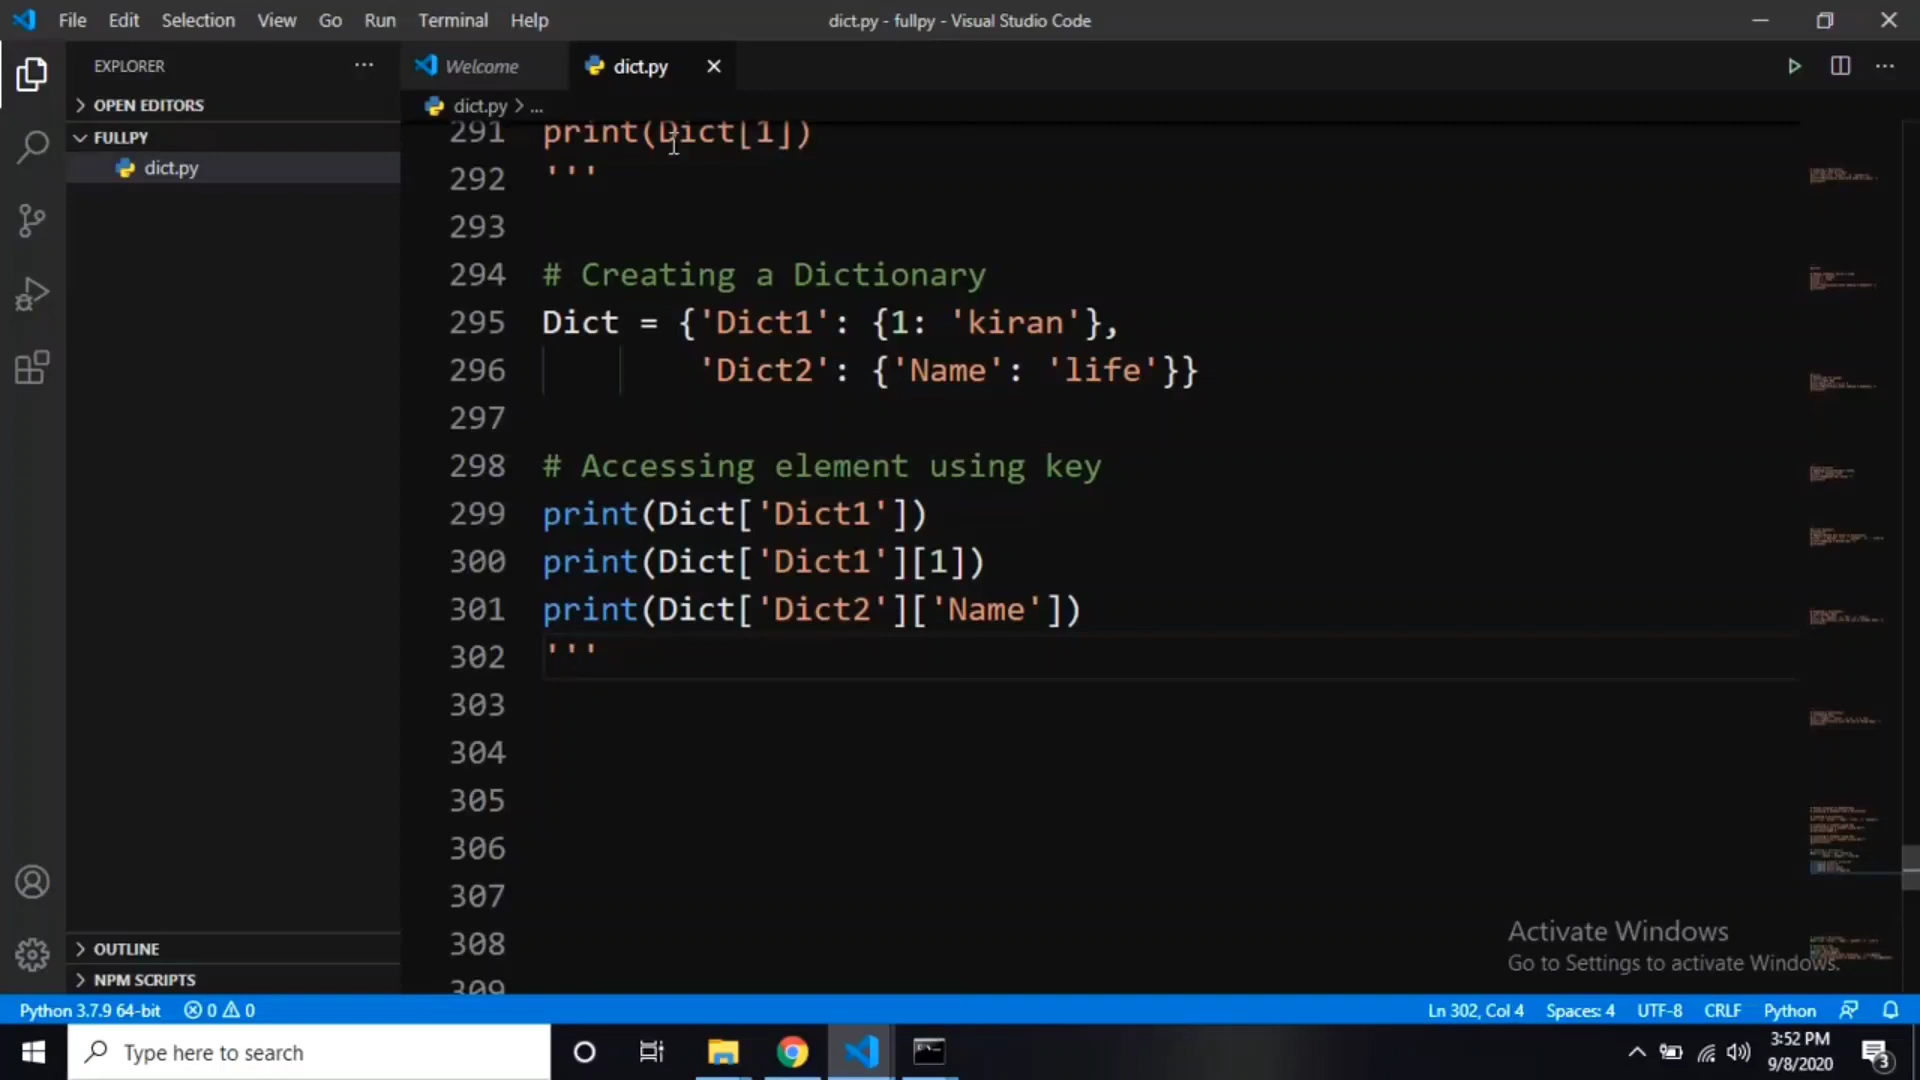 File Edit Selection View Go Run Terminal Help dict.py - fullpy - Visual Studio Code
EXPLORER ···
OPEN EDITORS
FULLPY
dict.py
OUTLINE
NPM SCRIPTS
Welcome dict.py
dict.py > ...
291 print(Dict[1])
292 '''
293
294 # Creating a Dictionary
295 Dict = {'Dict1': {1: 'kiran'},
296 'Dict2': {'Name': 'life'}}
297
298 # Accessing element using key
299 print(Dict['Dict1'])
300 print(Dict['Dict1'][1])
301 print(Dict['Dict2']['Name'])
302 '''
303
304
305
306
307
308
309
Activate Windows
Go to Settings to activate Windows.
Python 3.7.9 64-bit 0 0 Ln 302, Col 4 Spaces: 4 UTF-8 CRLF Python
Type here to search
3:52 PM
9/8/2020
3